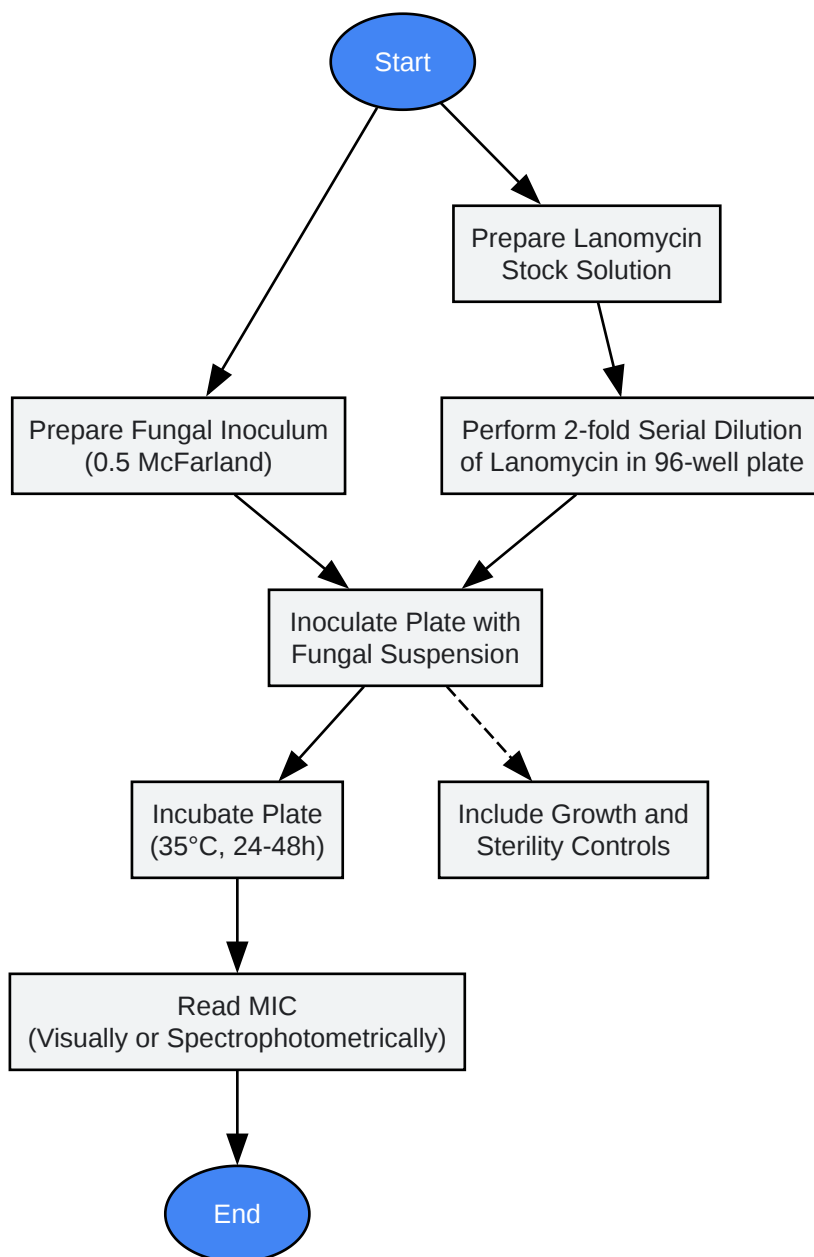 Start
Prepare Lanomycin
Stock Solution
Prepare Fungal Inoculum
(0.5 McFarland)
Perform 2-fold Serial Dilution
of Lanomycin in 96-well plate
Inoculate Plate with
Fungal Suspension
Incubate Plate
(35°C, 24-48h)
Include Growth and
Sterility Controls
Read MIC
(Visually or Spectrophotometrically)
End